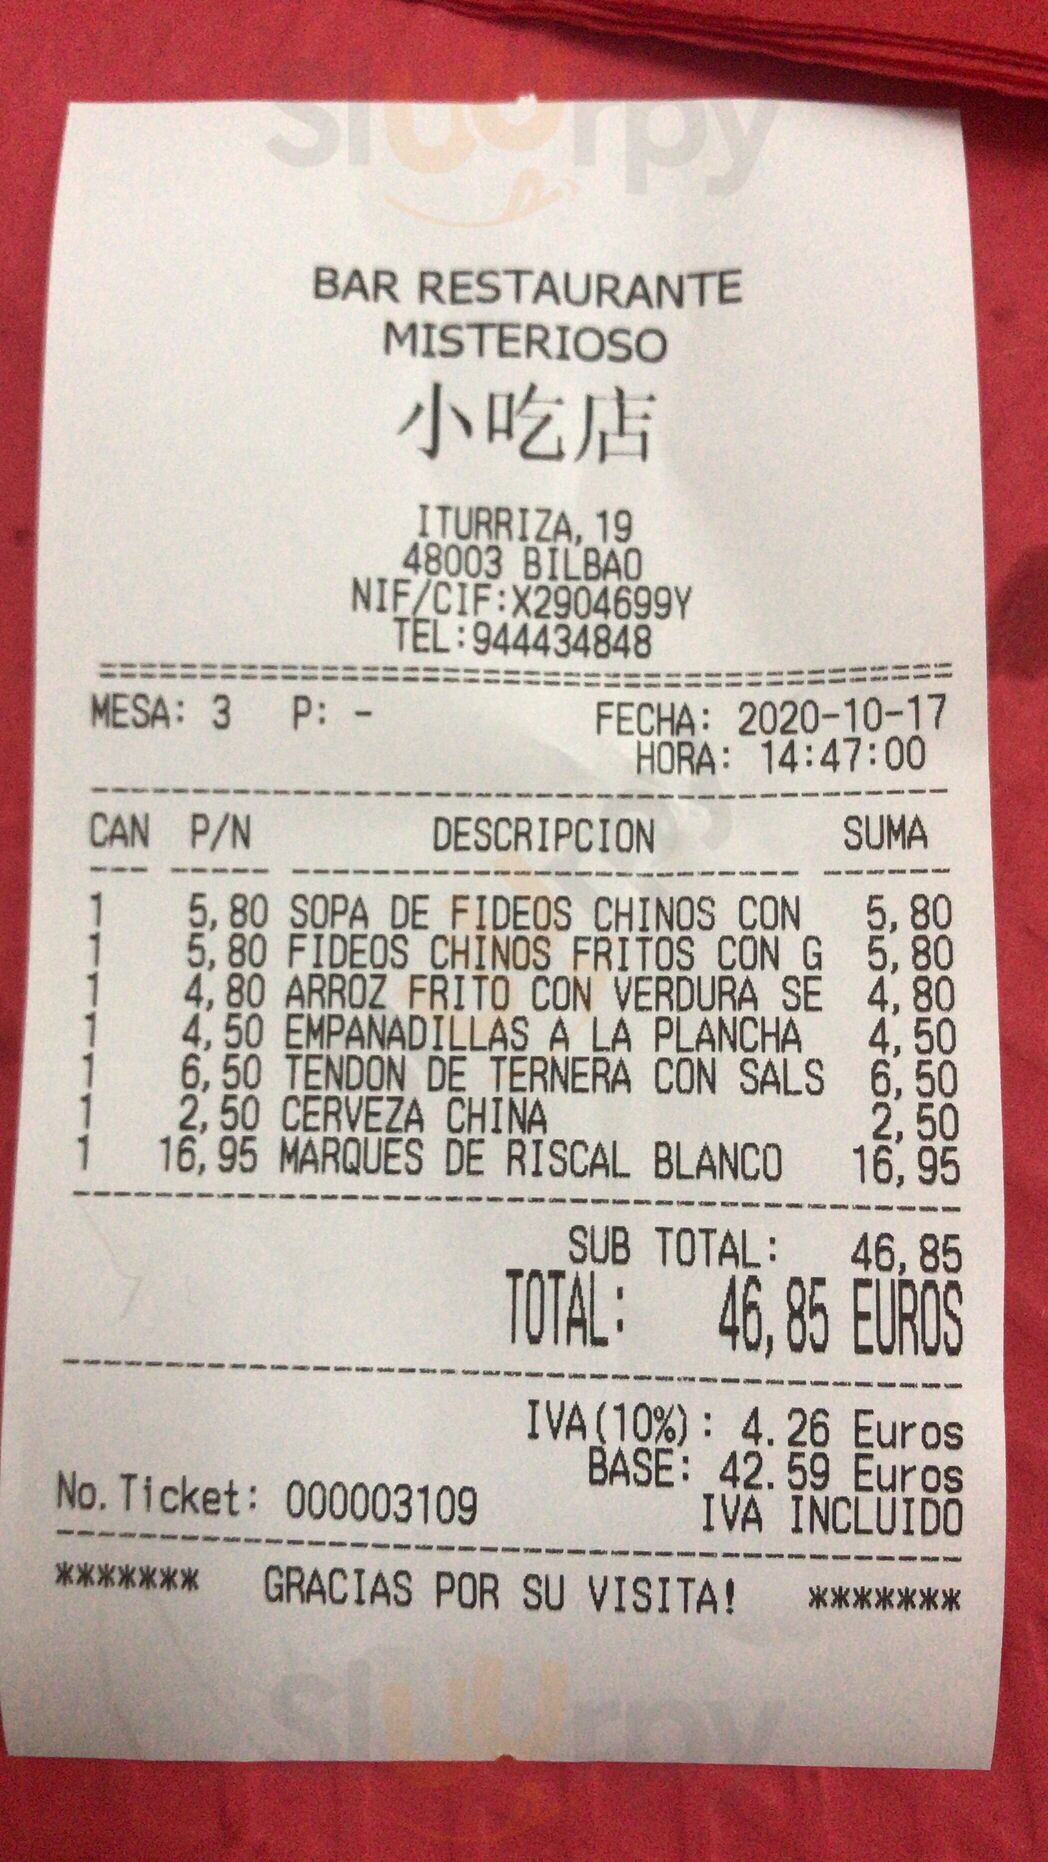 sluurpy
BAR RESTAURANTE
MISTERIOSO
小吃店
ITURRIZA, 19
48003 BILBAO
NIF/CIF:X2904699Y
TEL:944434848
================================================
MESA: 3 P: - FECHA: 2020-10-17
HORA: 14:47:00
------------------------------------------------
CAN P/N DESCRIPCION SUMA
--- ----- -------------------------- ------
1 5,80 SOPA DE FIDEOS CHINOS CON 5,80
1 5,80 FIDEOS CHINOS FRITOS CON G 5,80
1 4,80 ARROZ FRITO CON VERDURA SE 4,80
1 4,50 EMPANADILLAS A LA PLANCHA 4,50
1 6,50 TENDON DE TERNERA CON SALS 6,50
1 2,50 CERVEZA CHINA 2,50
1 16,95 MARQUES DE RISCAL BLANCO 16,95
------------------------------------------------
SUB TOTAL: 46,85
TOTAL: 46,85 EUROS
------------------------------------------------
IVA(10%): 4.26 Euros
BASE: 42.59 Euros
No.Ticket: 000003109 IVA INCLUIDO
------------------------------------------------
******* GRACIAS POR SU VISITA! *******
sluurpy